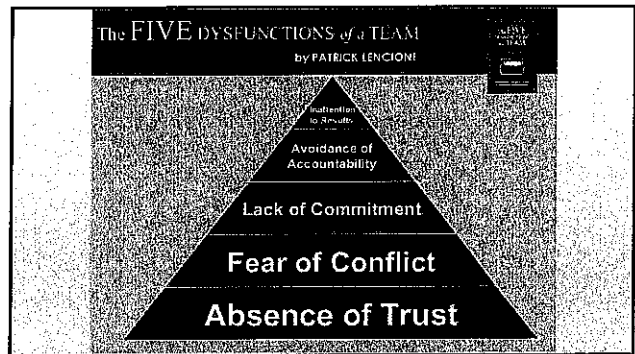 The FIVE DYSFUNCTIONS of a TEAM
by PATRICK LENCIONI
Inattention
to Results
Avoidance of
Accountability
Lack of Commitment
Fear of Conflict
Absence of Trust